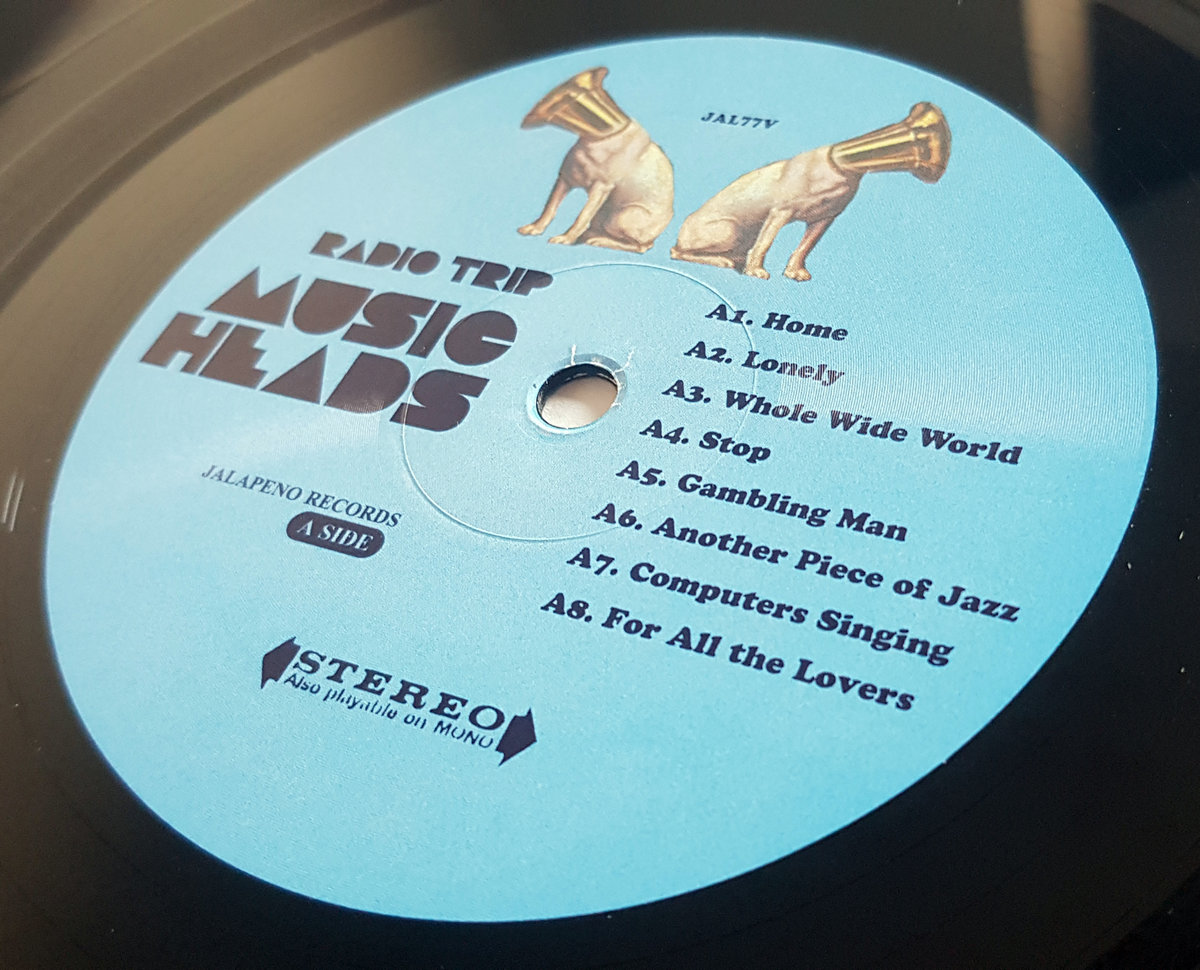 JAL77V
RADIO TRIP
MUSIC
HEADS
JALAPENO RECORDS
A SIDE
STEREO
Also playable on MONO
A1. Home
A2. Lonely
A3. Whole Wide World
A4. Stop
A5. Gambling Man
A6. Another Piece of Jazz
A7. Computers Singing
A8. For All the Lovers